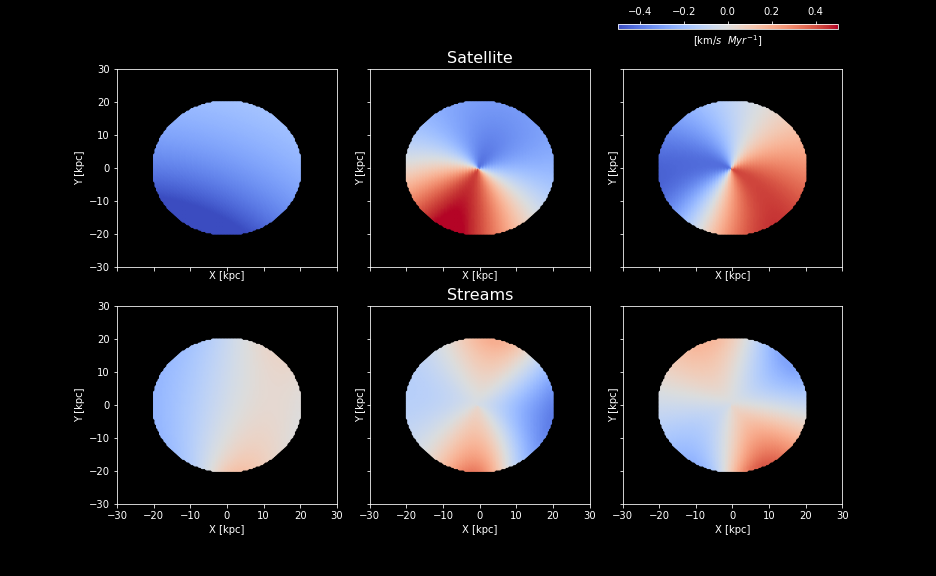 −0.4 −0.2 0.0 0.2 0.4
[km/s Myr⁻¹]
Satellite
30
20
10
0
−10
−20
−30
Y [kpc]
X [kpc]
Y [kpc]
X [kpc]
Y [kpc]
X [kpc]
Streams
30
20
10
0
−10
−20
−30
Y [kpc]
−30 −20 −10 0 10 20 30
X [kpc]
Y [kpc]
−30 −20 −10 0 10 20 30
X [kpc]
Y [kpc]
−30 −20 −10 0 10 20 30
X [kpc]